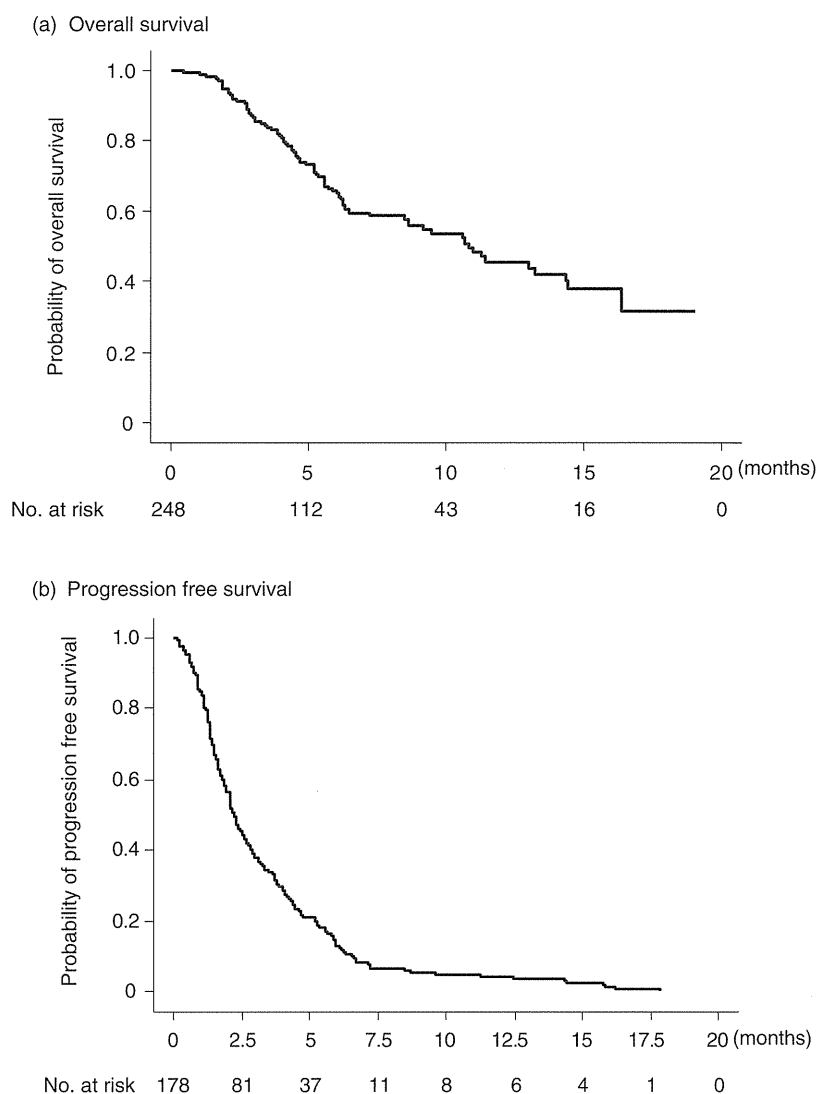 (a) Overall survival
Probability of overall survival
1.0
0.8
0.6
0.4
0.2
0
0 5 10 15 20 (months)
No. at risk 248 112 43 16 0
(b) Progression free survival
Probability of progression free survival
1.0
0.8
0.6
0.4
0.2
0
0 2.5 5 7.5 10 12.5 15 17.5 20 (months)
No. at risk 178 81 37 11 8 6 4 1 0